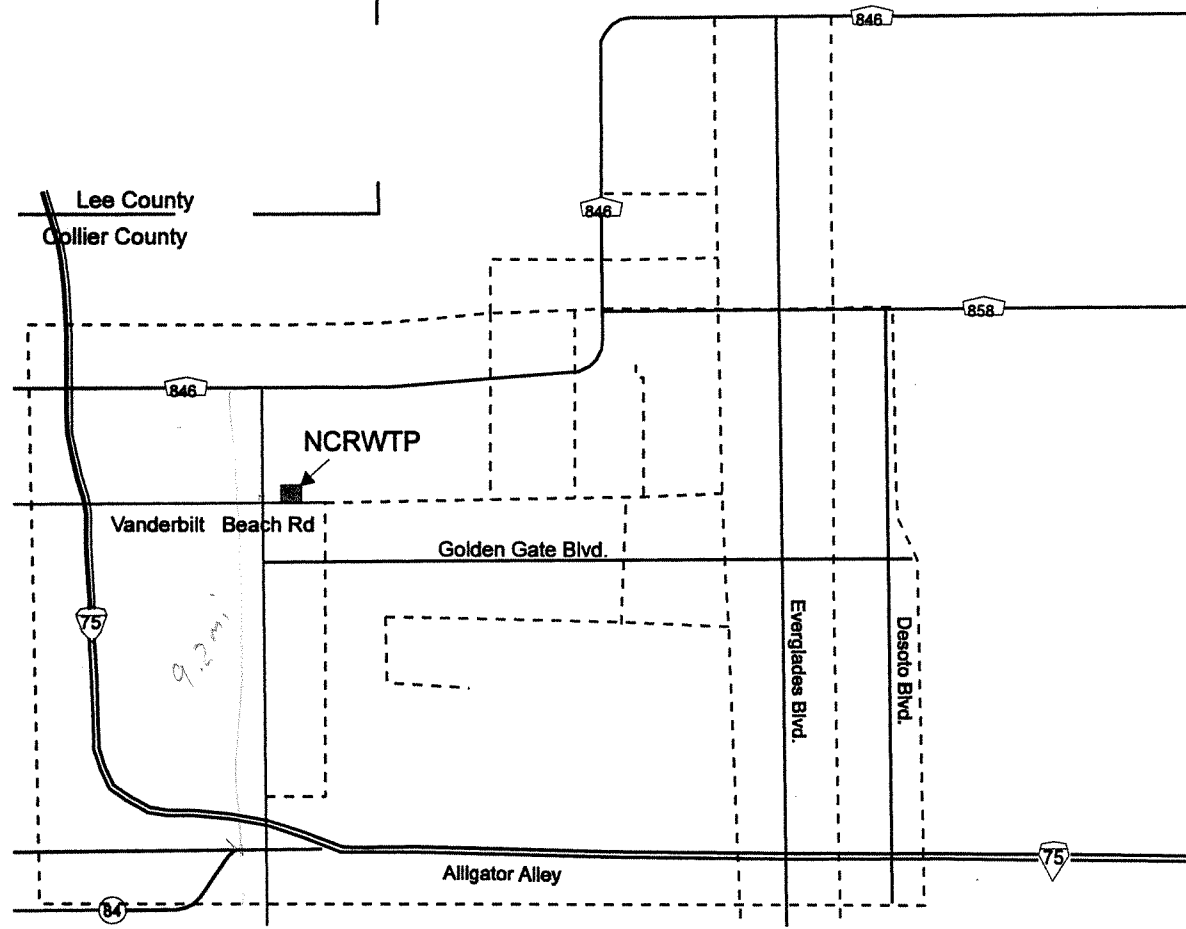 846
Lee County
846
Collier County
858
846
NCRWTP
Vanderbilt Beach Rd
Golden Gate Blvd.
75
Everglades Blvd.
Desoto Blvd.
9.2 mi
75
Alligator Alley
84